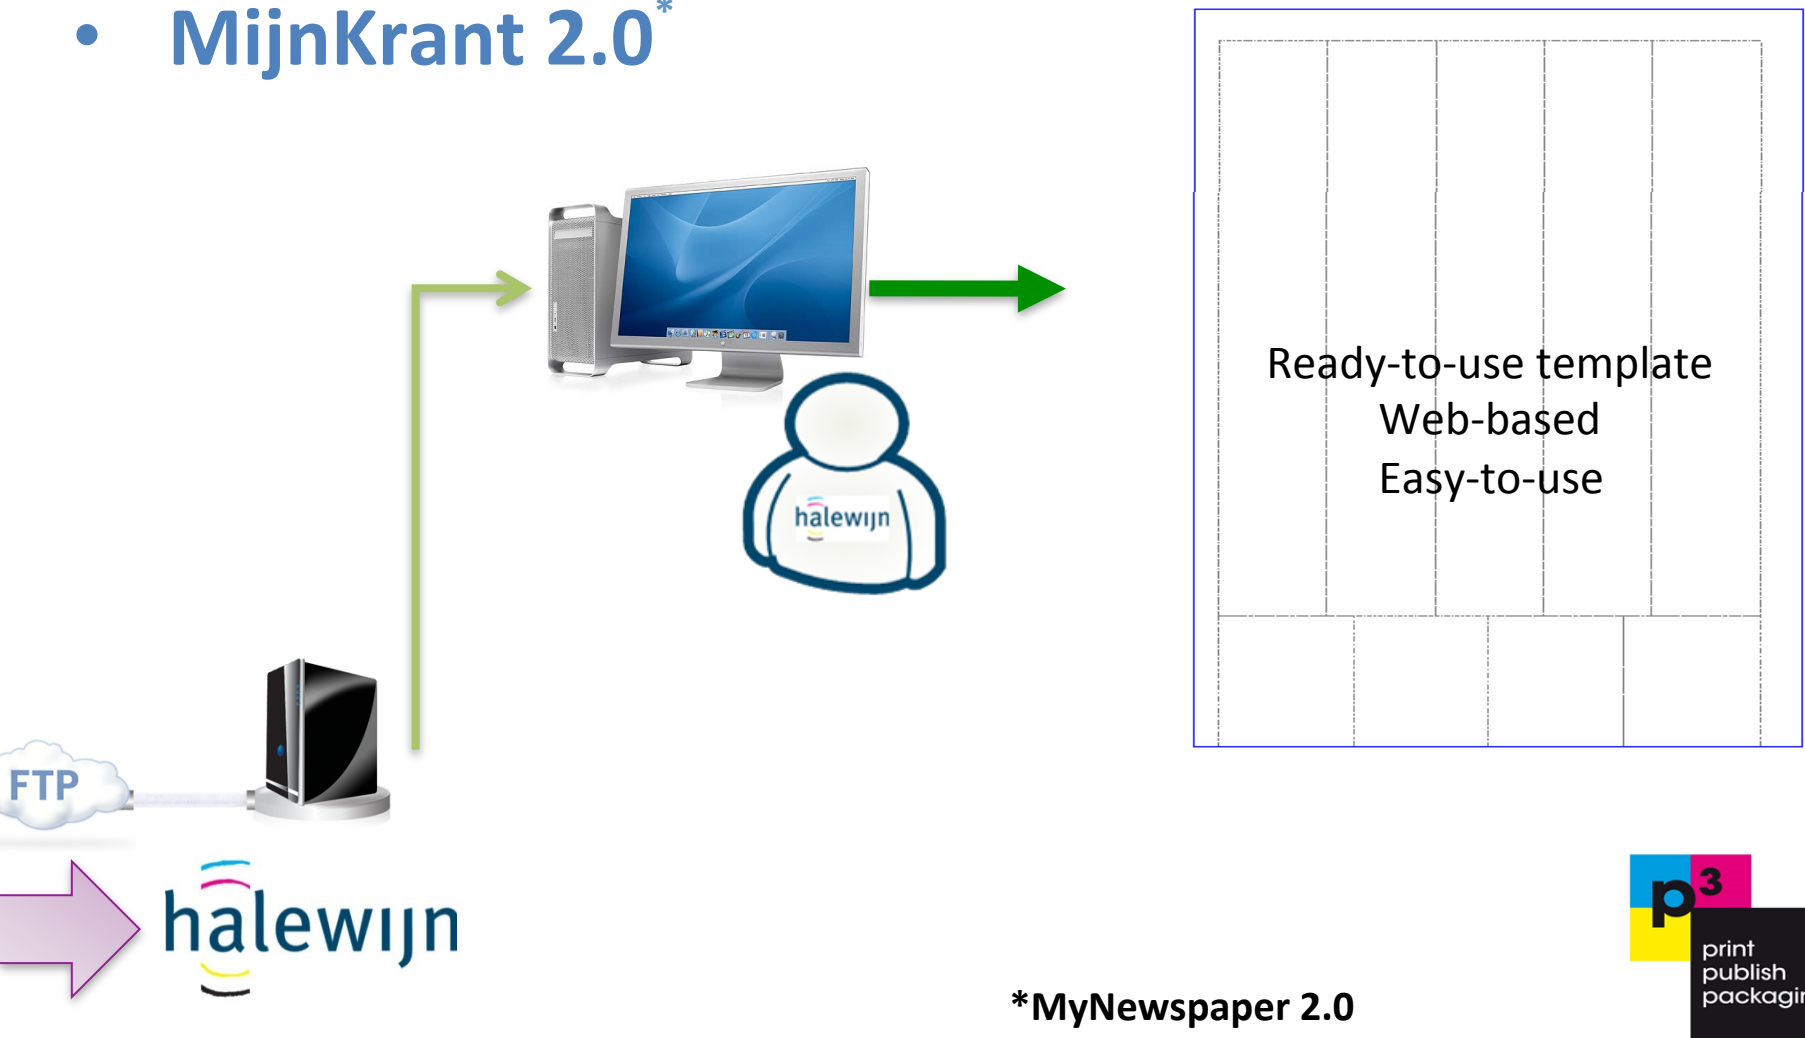 • MijnKrant 2.0*
Ready-to-use template
Web-based
Easy-to-use
halewijn
FTP
halewijn
p3
print
publish
packagin
*MyNewspaper 2.0